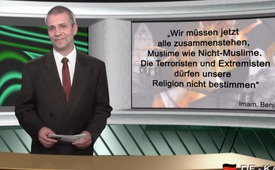 „Wir müssen jetzt
alle zusammenstehen,
Muslime wie Nicht-Muslime.
Die Terroristen und Extremisten
dürfen unsere
Religion nicht bestimmen"
Imam, Benj